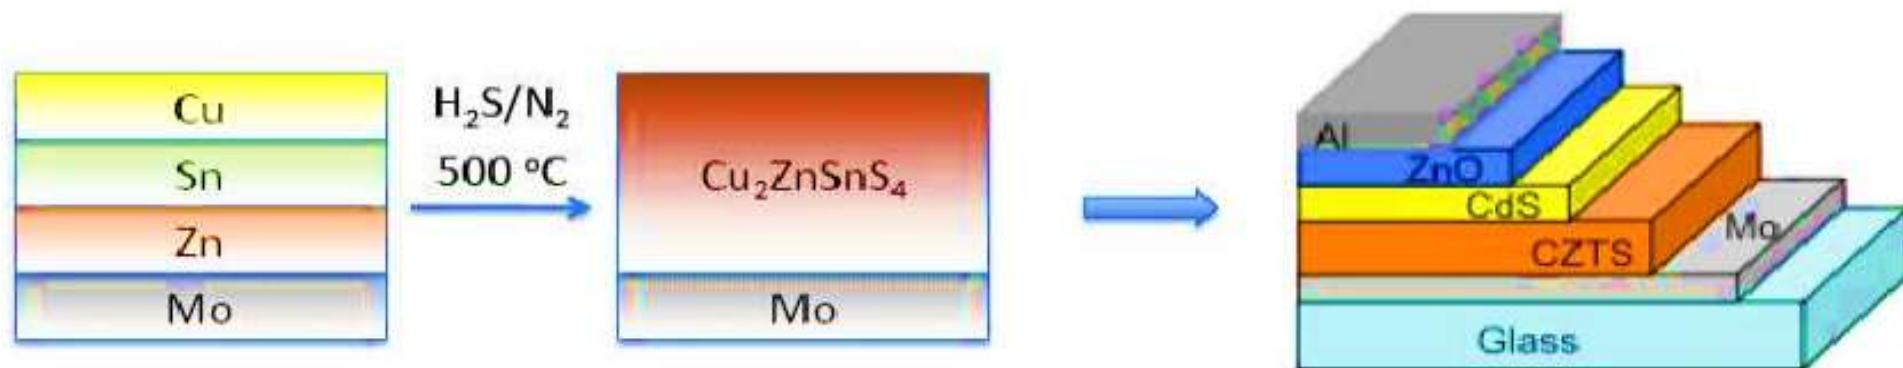 Cu
Sn
Zn
Mo
H₂S/N₂
500 °C
Cu₂ZnSnS₄
Mo
Al
ZnO
CdS
Mo
CZTS
Glass